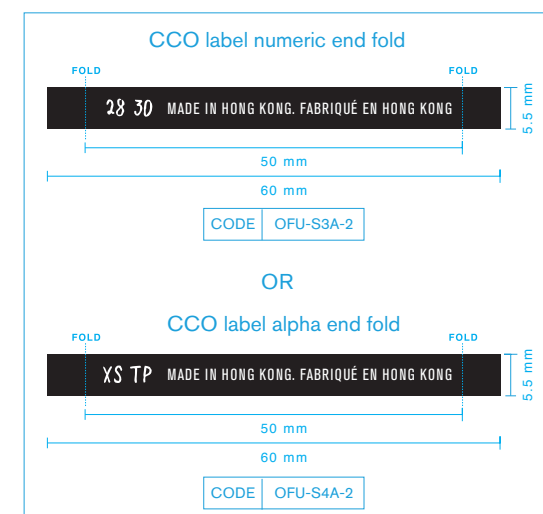 CCO label numeric end fold
FOLD FOLD
28 30 MADE IN HONG KONG. FABRIQUÉ EN HONG KONG
5.5 mm
50 mm
60 mm
CODE OFU-S3A-2
OR
CCO label alpha end fold
FOLD FOLD
XS TP MADE IN HONG KONG. FABRIQUÉ EN HONG KONG
5.5 mm
50 mm
60 mm
CODE OFU-S4A-2